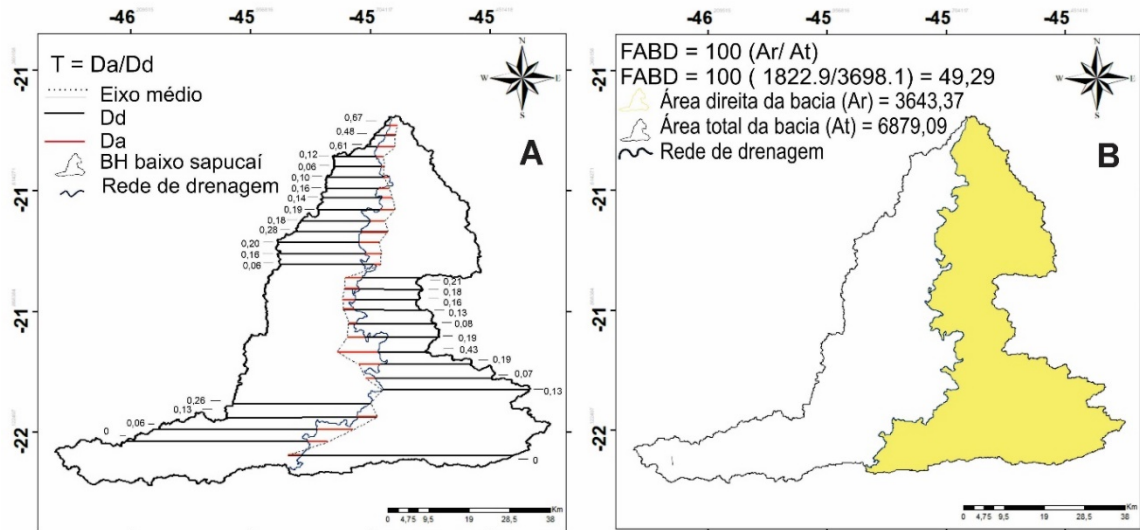 -46
-45
-45
-45
-46
-45
-45
-45
T = Da/Dd
Eixo médio
Dd
Da
BH baixo sapucaí
Rede de drenagem
N
W
E
S
A
-21
-21
-21
-22
0,67
0.48
0,61
0,12
0,06
0,10
0,16
0,14
0,19
0,18
0,28
0,20
0,16
0,06
0,21
0,18
0,16
0,13
0,08
0,19
0,43
0,19
0,07
0,13
0,26
0,13
0,06
0
0
Km
0 4,75 9,5 19 28,5 38
FABD = 100 (Ar/ At)
FABD = 100 ( 1822.9/3698.1) = 49,29
Área direita da bacia (Ar) = 3643,37
Área total da bacia (At) = 6879,09
Rede de drenagem
N
W
E
S
B
-21
-21
-21
-22
Km
0 4,75 9,5 19 28,5 38